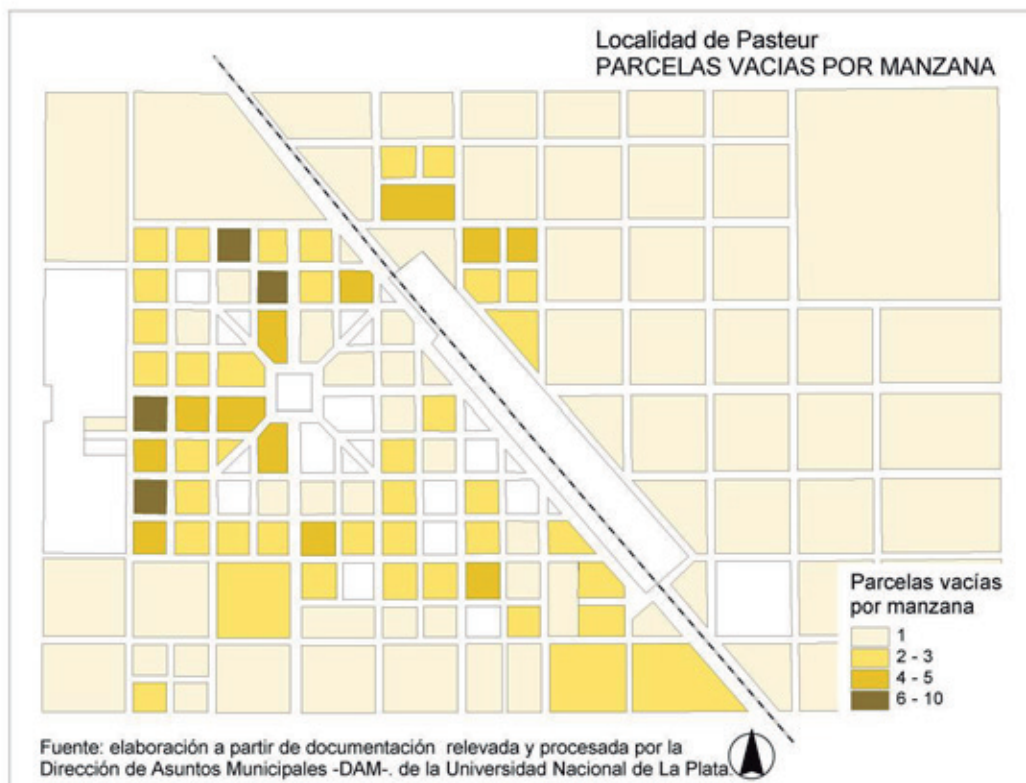 Localidad de Pasteur
PARCELAS VACIAS POR MANZANA
Parcelas vacías
por manzana
1
2 - 3
4 - 5
6 - 10
Fuente: elaboración a partir de documentación relevada y procesada por la
Dirección de Asuntos Municipales -DAM-. de la Universidad Nacional de La Plata.